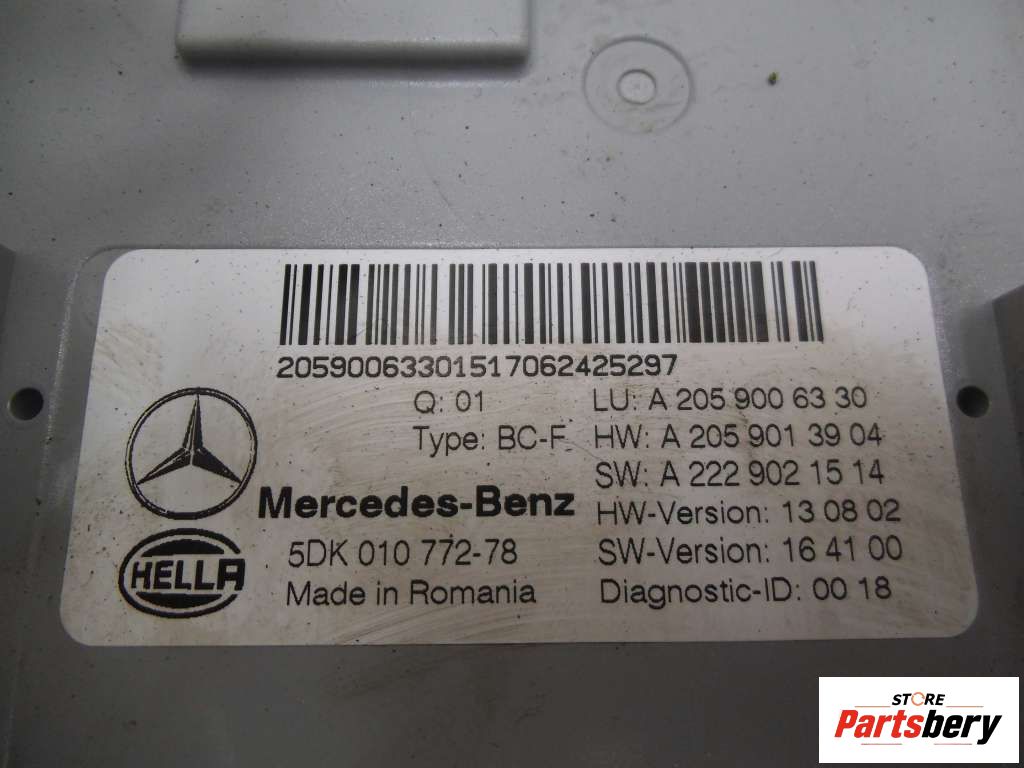 2059006330151706242​5297
Q: 01
LU: A 205 900 63 30
Type: BC-F
HW: A 205 901 39 04
SW: A 222 902 15 14
Mercedes-Benz
HW-Version: 13 08 02
HELLA
5DK 010 772-78
SW-Version: 16 41 00
Made in Romania
Diagnostic-ID: 00 18
STORE
Partsbery